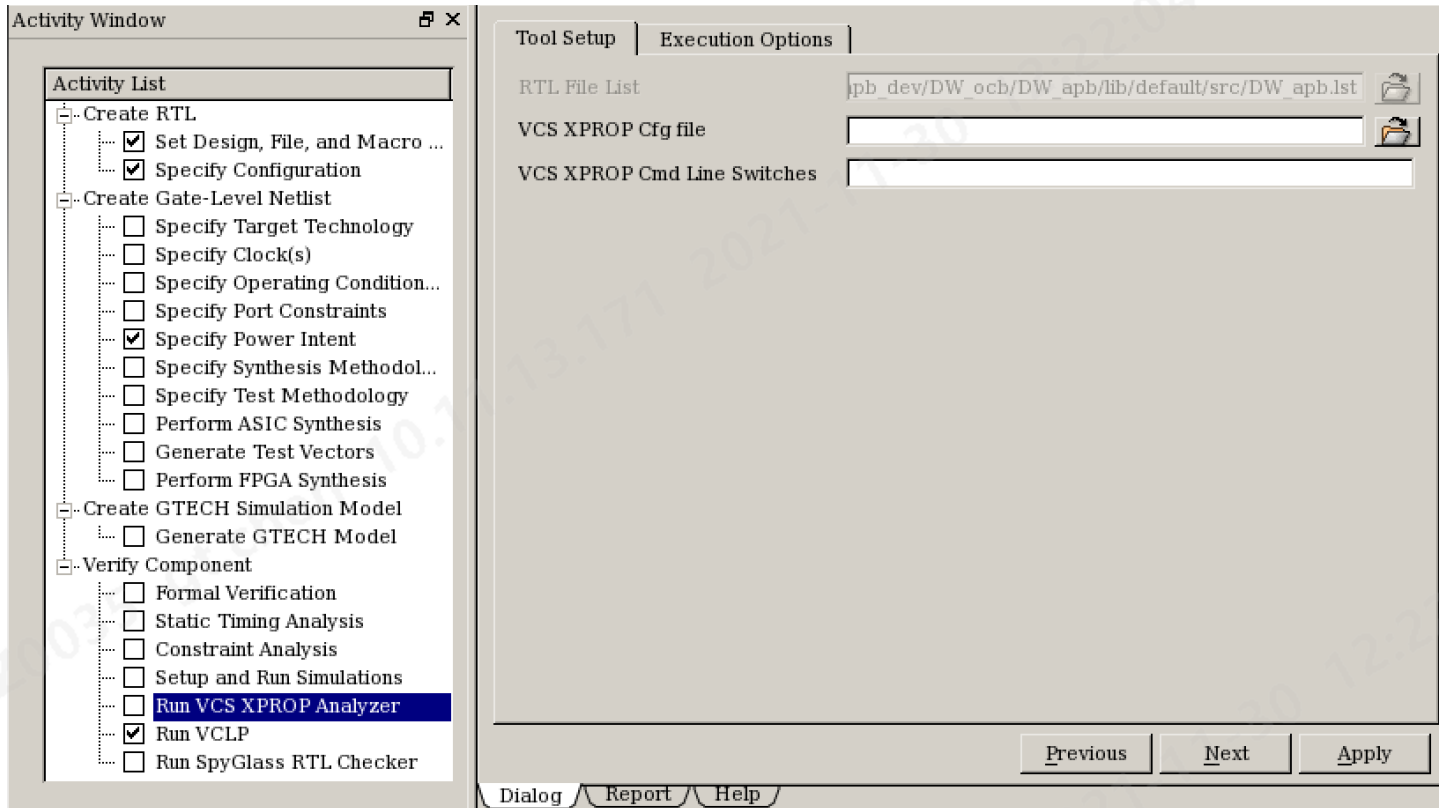 Activity Window
Activity List
Create RTL
Set Design, File, and Macro ...
Specify Configuration
Create Gate-Level Netlist
Specify Target Technology
Specify Clock(s)
Specify Operating Condition...
Specify Port Constraints
Specify Power Intent
Specify Synthesis Methodol...
Specify Test Methodology
Perform ASIC Synthesis
Generate Test Vectors
Perform FPGA Synthesis
Create GTECH Simulation Model
Generate GTECH Model
Verify Component
Formal Verification
Static Timing Analysis
Constraint Analysis
Setup and Run Simulations
Run VCS XPROP Analyzer
Run VCLP
Run SpyGlass RTL Checker
Tool Setup
Execution Options
RTL File List
pb_dev/DW_ocb/DW_apb/lib/default/src/DW_apb.lst
VCS XPROP Cfg file
VCS XPROP Cmd Line Switches
Previous
Next
Apply
Dialog
Report
Help